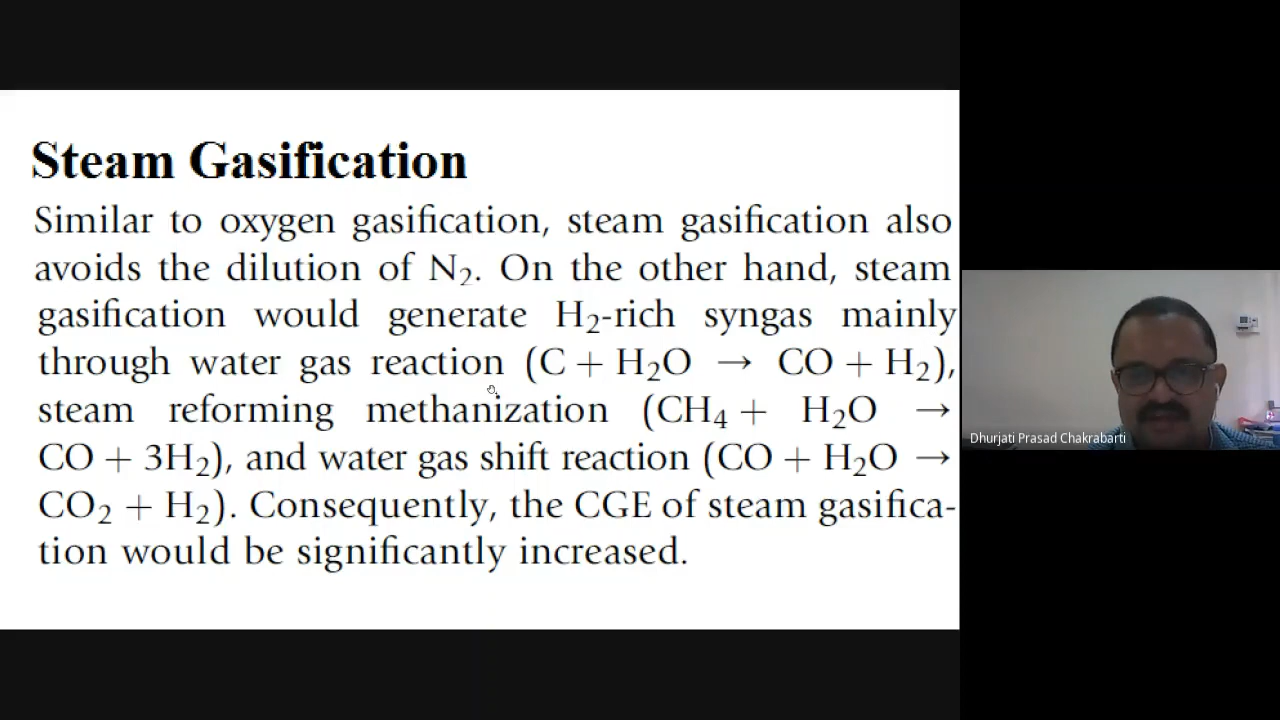 Steam Gasification
Similar to oxygen gasification, steam gasification also
avoids the dilution of N₂. On the other hand, steam
gasification would generate H₂-rich syngas mainly
through water gas reaction (C + H₂O → CO + H₂),
steam reforming methanization (CH₄ + H₂O →
CO + 3H₂), and water gas shift reaction (CO + H₂O →
CO₂ + H₂). Consequently, the CGE of steam gasifica-
tion would be significantly increased.
Dhurjati Prasad Chakrabarti